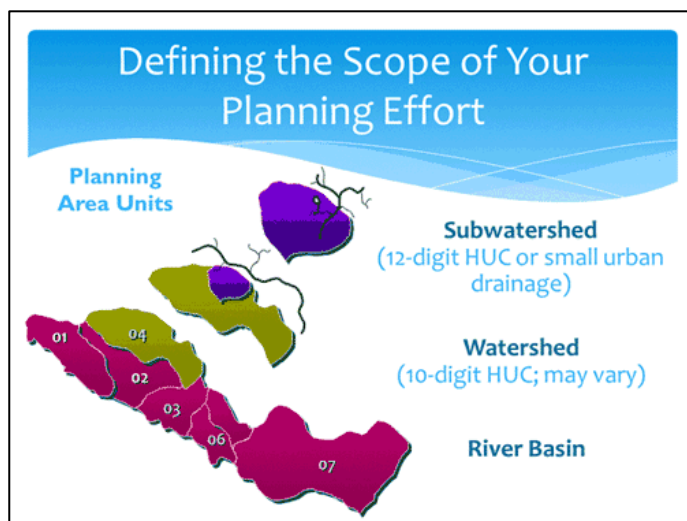 Defining the Scope of Your
Planning Effort
Planning
Area Units
Subwatershed
(12-digit HUC or small urban
drainage)
Watershed
(10-digit HUC; may vary)
River Basin
01
04
02
03
06
07